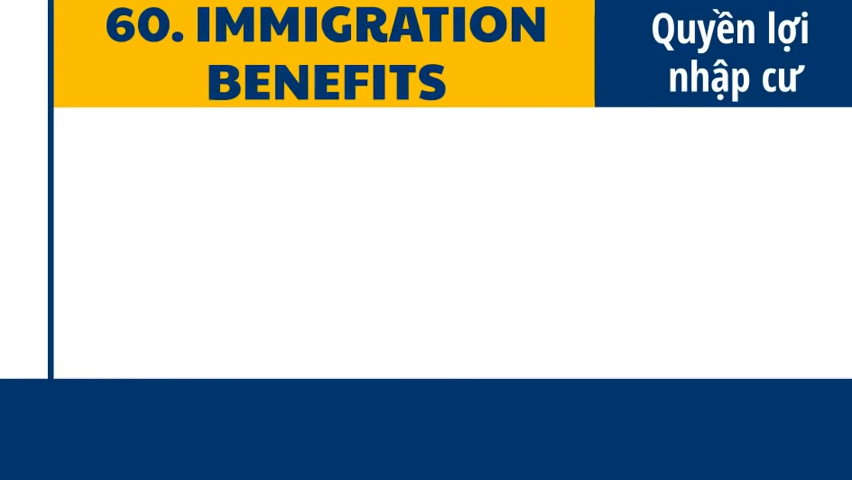 60. IMMIGRATION
BENEFITS
Quyền lợi
nhập cư